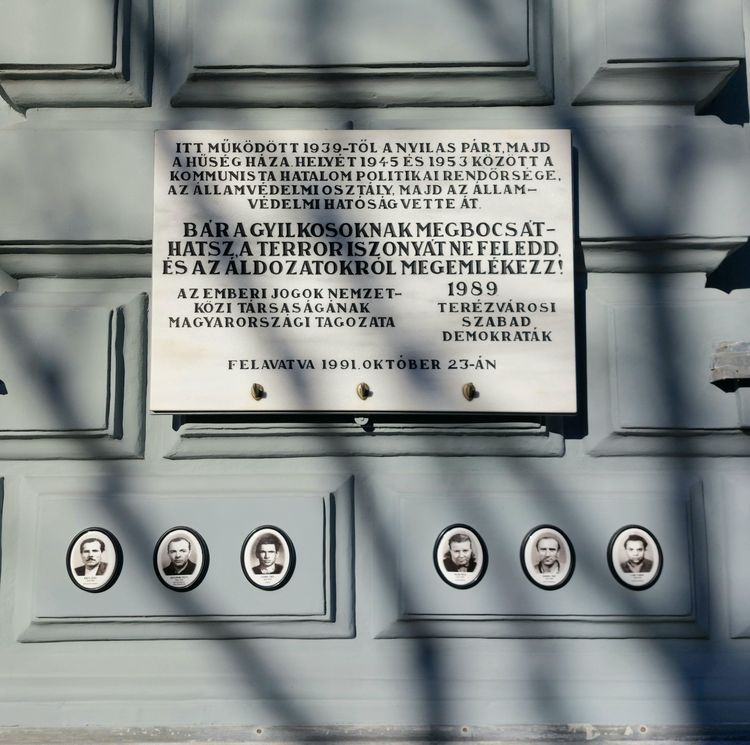 ITT MŰKÖDÖTT 1939-TŐL A NYILAS PÁRT, MAJD
A HŰSÉG HÁZA. HELYÉT 1945 ÉS 1953 KÖZÖTT A
KOMMUNISTA HATALOM POLITIKAI RENDŐRSÉGE,
AZ ÁLLAMVÉDELMI OSZTÁLY, MAJD AZ ÁLLAM-
VÉDELMI HATÓSÁG VETTE ÁT.
BÁR A GYILKOSOKNAK MEGBOCSÁT-
HATSZ, A TERROR ISZONYÁT NE FELEDD,
ÉS AZ ÁLDOZATOKRÓL MEGEMLÉKEZZ!
AZ EMBERI JOGOK NEMZET-
KÖZI TÁRSASÁGÁNAK
MAGYARORSZÁGI TAGOZATA
1989
TERÉZVÁROSI
SZABAD
DEMOKRATÁK
FELAVATVA 1991. OKTÓBER 23-ÁN